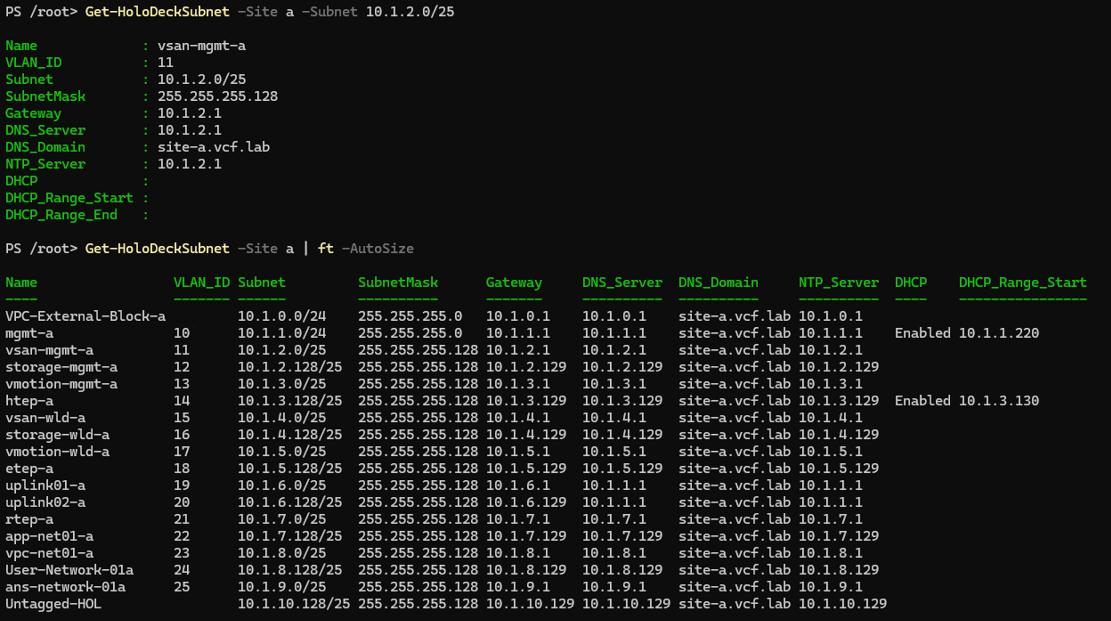 PS /root> Get-HoloDeckSubnet -Site a -Subnet 10.1.2.0/25
Name : vsan-mgmt-a
VLAN_ID : 11
Subnet : 10.1.2.0/25
SubnetMask : 255.255.255.128
Gateway : 10.1.2.1
DNS_Server : 10.1.2.1
DNS_Domain : site-a.vcf.lab
NTP_Server : 10.1.2.1
DHCP :
DHCP_Range_Start :
DHCP_Range_End :
PS /root> Get-HoloDeckSubnet -Site a | ft -AutoSize
Name VLAN_ID Subnet SubnetMask Gateway DNS_Server DNS_Domain NTP_Server DHCP DHCP_Range_Start
---- ------- ------ ---------- ------- ---------- ---------- ---------- ---- ----------------
VPC-External-Block-a 10.1.0.0/24 255.255.255.0 10.1.0.1 10.1.0.1 site-a.vcf.lab 10.1.0.1
mgmt-a 10 10.1.1.0/24 255.255.255.0 10.1.1.1 10.1.1.1 site-a.vcf.lab 10.1.1.1 Enabled 10.1.1.220
vsan-mgmt-a 11 10.1.2.0/25 255.255.255.128 10.1.2.1 10.1.2.1 site-a.vcf.lab 10.1.2.1
storage-mgmt-a 12 10.1.2.128/25 255.255.255.128 10.1.2.129 10.1.2.129 site-a.vcf.lab 10.1.2.129
vmotion-mgmt-a 13 10.1.3.0/25 255.255.255.128 10.1.3.1 10.1.3.1 site-a.vcf.lab 10.1.3.1
htep-a 14 10.1.3.128/25 255.255.255.128 10.1.3.129 10.1.3.129 site-a.vcf.lab 10.1.3.129 Enabled 10.1.3.130
vsan-wld-a 15 10.1.4.0/25 255.255.255.128 10.1.4.1 10.1.4.1 site-a.vcf.lab 10.1.4.1
storage-wld-a 16 10.1.4.128/25 255.255.255.128 10.1.4.129 10.1.4.129 site-a.vcf.lab 10.1.4.129
vmotion-wld-a 17 10.1.5.0/25 255.255.255.128 10.1.5.1 10.1.5.1 site-a.vcf.lab 10.1.5.1
etep-a 18 10.1.5.128/25 255.255.255.128 10.1.5.129 10.1.5.129 site-a.vcf.lab 10.1.5.129
uplink01-a 19 10.1.6.0/25 255.255.255.128 10.1.6.1 10.1.1.1 site-a.vcf.lab 10.1.1.1
uplink02-a 20 10.1.6.128/25 255.255.255.128 10.1.6.129 10.1.1.1 site-a.vcf.lab 10.1.1.1
rtep-a 21 10.1.7.0/25 255.255.255.128 10.1.7.1 10.1.7.1 site-a.vcf.lab 10.1.7.1
app-net01-a 22 10.1.7.128/25 255.255.255.128 10.1.7.129 10.1.7.129 site-a.vcf.lab 10.1.7.129
vpc-net01-a 23 10.1.8.0/25 255.255.255.128 10.1.8.1 10.1.8.1 site-a.vcf.lab 10.1.8.1
User-Network-01a 24 10.1.8.128/25 255.255.255.128 10.1.8.129 10.1.8.129 site-a.vcf.lab 10.1.8.129
ans-network-01a 25 10.1.9.0/25 255.255.255.128 10.1.9.1 10.1.9.1 site-a.vcf.lab 10.1.9.1
Untagged-HOL 10.1.10.128/25 255.255.255.128 10.1.10.129 10.1.10.129 site-a.vcf.lab 10.1.10.129